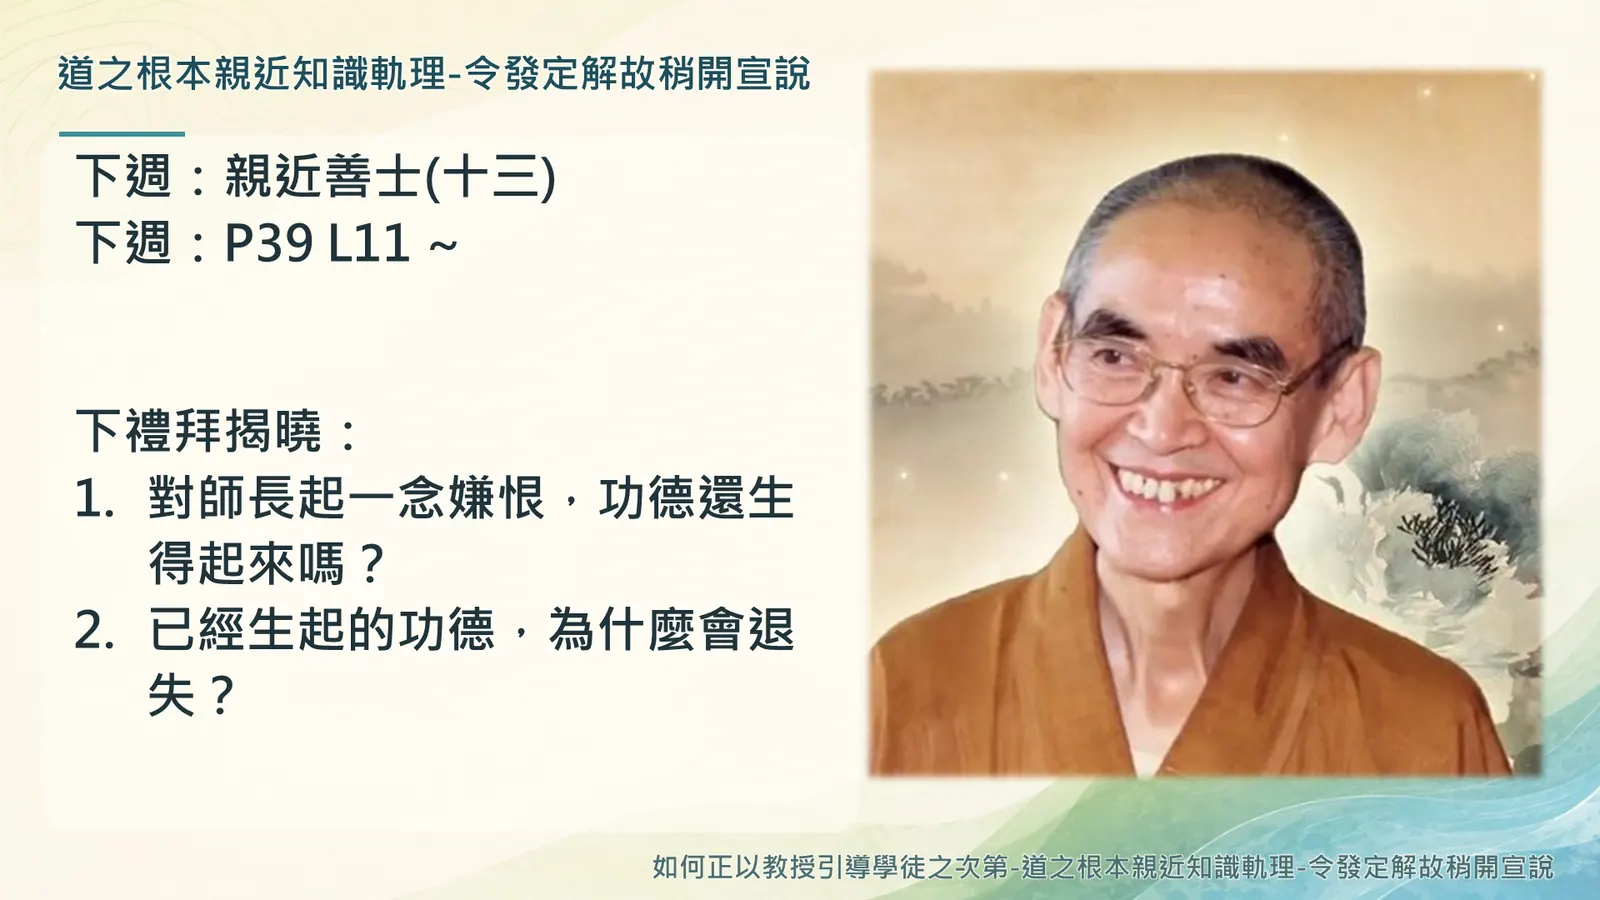 道之根本親近知識軌理-令發定解故稍開宣說
下週：親近善士(十三)
下週：P39 L11 ~
下禮拜揭曉：
1. 對師長起一念嫌恨，功德還生
得起來嗎？
2. 已經生起的功德，為什麼會退
失？
如何正以教授引導學徒之次第-道之根本親近知識軌理-令發定解故稍開宣說